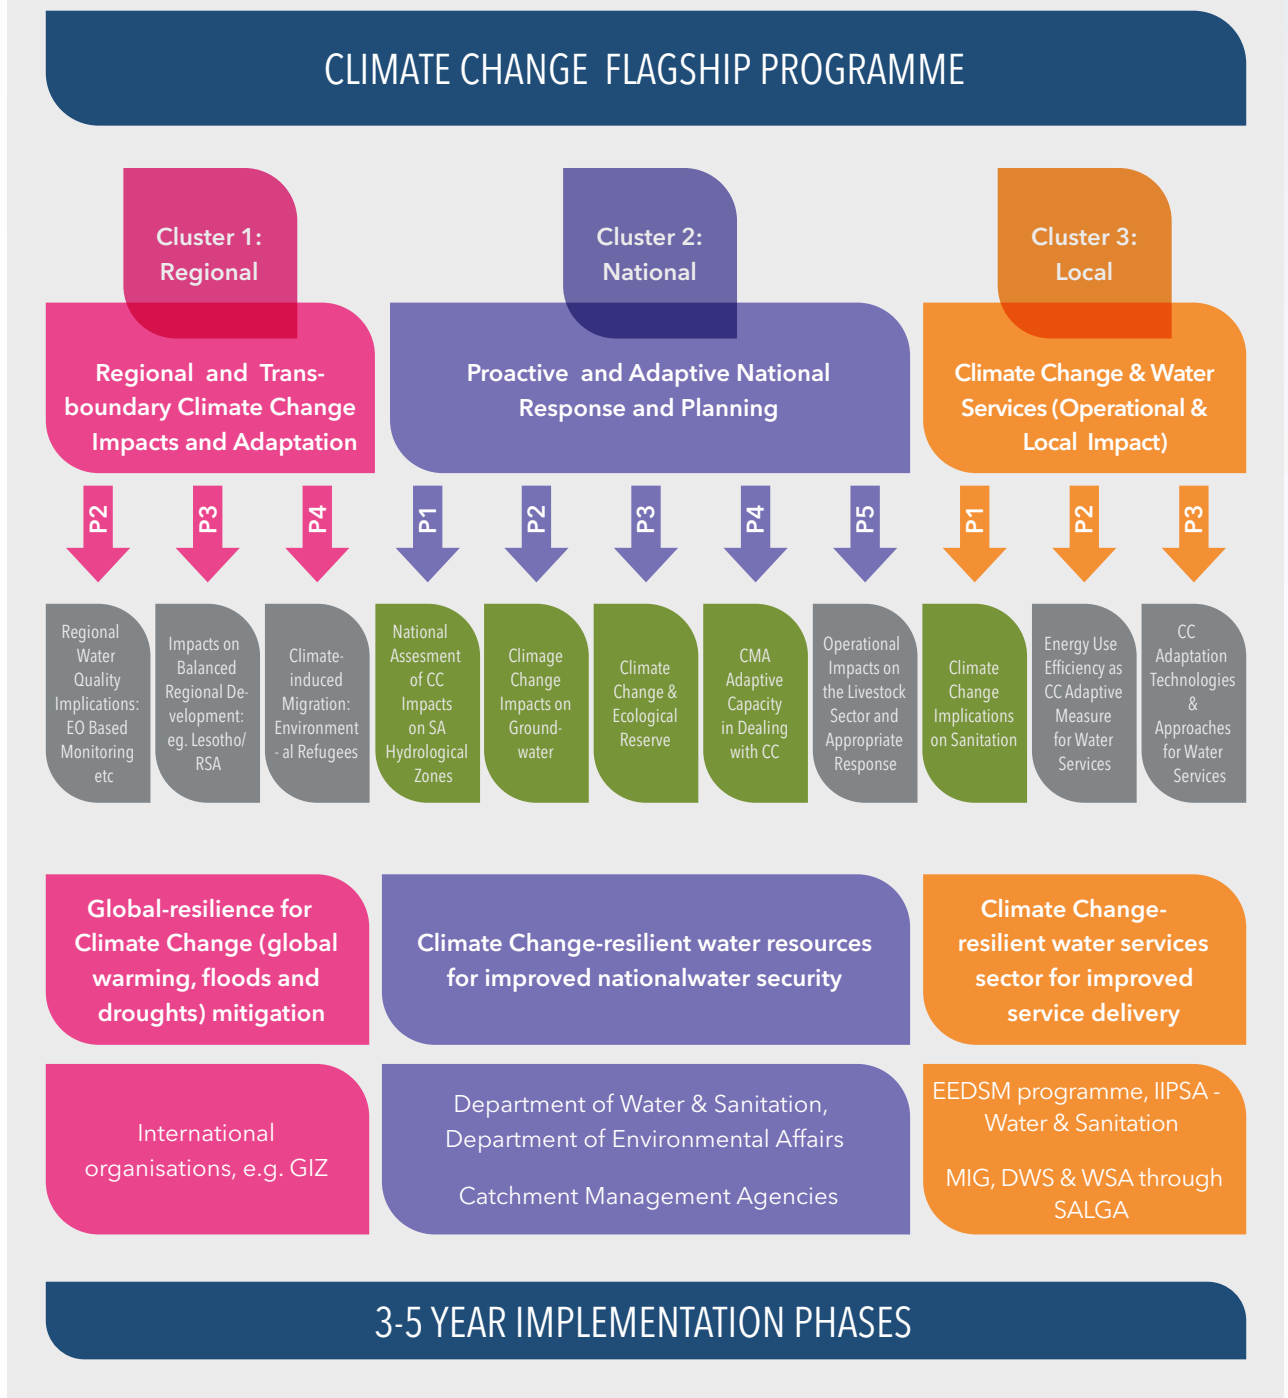 CLIMATE CHANGE FLAGSHIP PROGRAMME
Cluster 1:
Regional
Cluster 2:
National
Cluster 3:
Local
Regional and Trans-
boundary Climate Change
Impacts and Adaptation
Proactive and Adaptive National
Response and Planning
Climate Change & Water
Services (Operational &
Local Impact)
P2
P3
P4
P1
P2
P3
P4
P5
P1
P2
P3
Regional
Water
Quality
Implications:
EO Based
Monitoring
etc
Impacts on
Balanced
Regional De-
velopment:
eg. Lesotho/
RSA
Climate-
induced
Migration:
Environment
- al Refugees
National
Assesment
of CC
Impacts
on SA
Hydrological
Zones
Climage
Change
Impacts on
Ground-
water
Climate
Change &
Ecological
Reserve
CMA
Adaptive
Capacity
in Dealing
with CC
Operational
Impacts on
the Livestock
Sector and
Appropriate
Response
Climate
Change
Implications
on Sanitation
Energy Use
Efficiency as
CC Adaptive
Measure
for Water
Services
CC
Adaptation
Technologies
&
Approaches
for Water
Services
Global-resilience for
Climate Change (global
warming, floods and
droughts) mitigation
Climate Change-resilient water resources
for improved nationalwater security
Climate Change-
resilient water services
sector for improved
service delivery
International
organisations, e.g. GIZ
Department of Water & Sanitation,
Department of Environmental Affairs
Catchment Management Agencies
EEDSM programme, IIPSA -
Water & Sanitation
MIG, DWS & WSA through
SALGA
3-5 YEAR IMPLEMENTATION PHASES